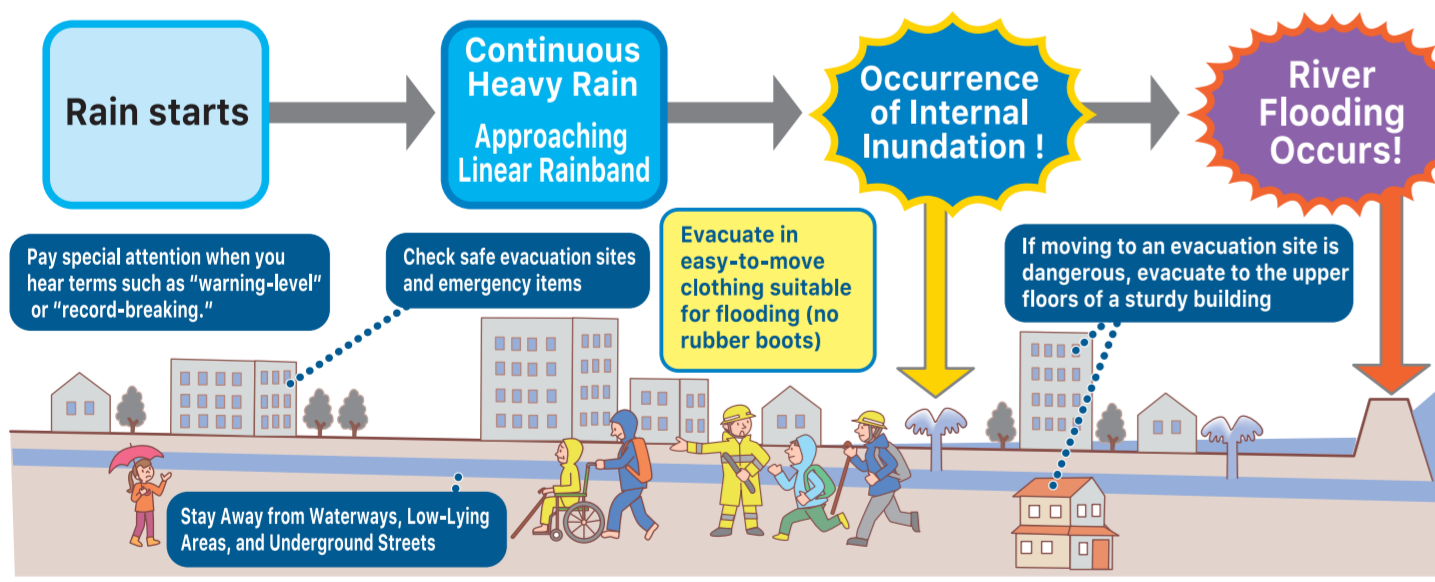 Rain starts
Continuous
Heavy Rain
Approaching
Linear Rainband
Occurrence
of Internal
Inundation !
River
Flooding
Occurs!
Pay special attention when you
hear terms such as “warning-level”
or “record-breaking.”
Check safe evacuation sites
and emergency items
Evacuate in
easy-to-move
clothing suitable
for flooding (no
rubber boots)
If moving to an evacuation site is
dangerous, evacuate to the upper
floors of a sturdy building
Stay Away from Waterways, Low-Lying
Areas, and Underground Streets